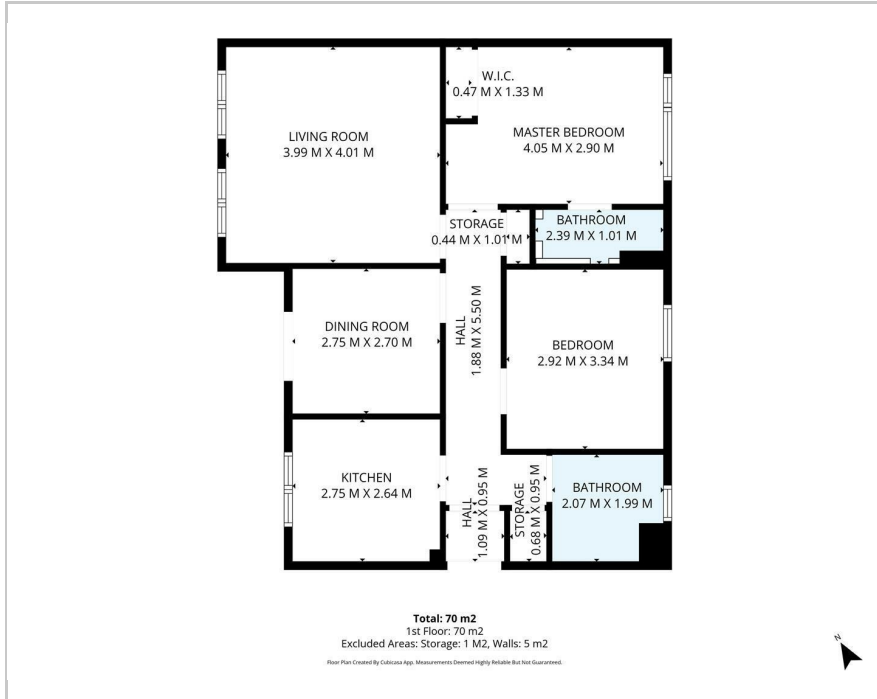 W.I.C.
0.47 M X 1.33 M
LIVING ROOM
3.99 M X 4.01 M
MASTER BEDROOM
4.05 M X 2.90 M
STORAGE
0.44 M X 1.01 M
BATHROOM
2.39 M X 1.01 M
DINING ROOM
2.75 M X 2.70 M
HALL
1.88 M X 5.50 M
BEDROOM
2.92 M X 3.34 M
KITCHEN
2.75 M X 2.64 M
HALL
1.09 M X 0.95 M
STORAGE
0.68 M X 0.95 M
BATHROOM
2.07 M X 1.99 M
Total: 70 m2
1st Floor: 70 m2
Excluded Areas: Storage: 1 M2, Walls: 5 m2
Floor Plan Created By Cubicasa App. Measurements Deemed Highly Reliable But Not Guaranteed.
N